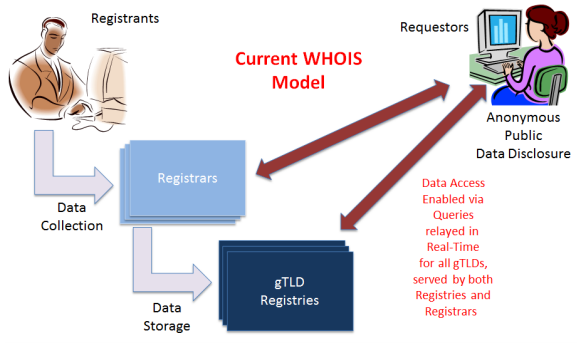 Registrants
Requestors
Current WHOIS
Model
Anonymous
Public
Data Disclosure
Registrars
Data
Collection
Data Access
Enabled via
Queries
relayed in
Real-Time
for all gTLDs,
served by both
Registries and
Registrars
gTLD
Registries
Data
Storage